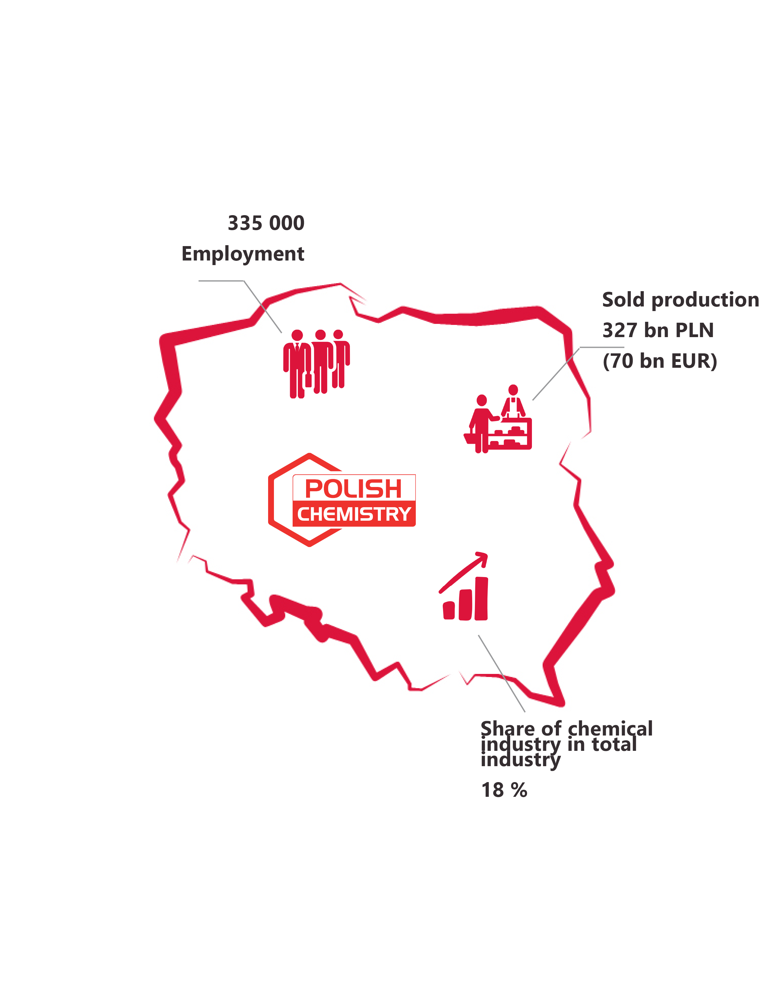 335 000
Employment
Sold production
327 bn PLN
(70 bn EUR)
POLISH
CHEMISTRY
Share of chemical
industry in total
industry
18 %